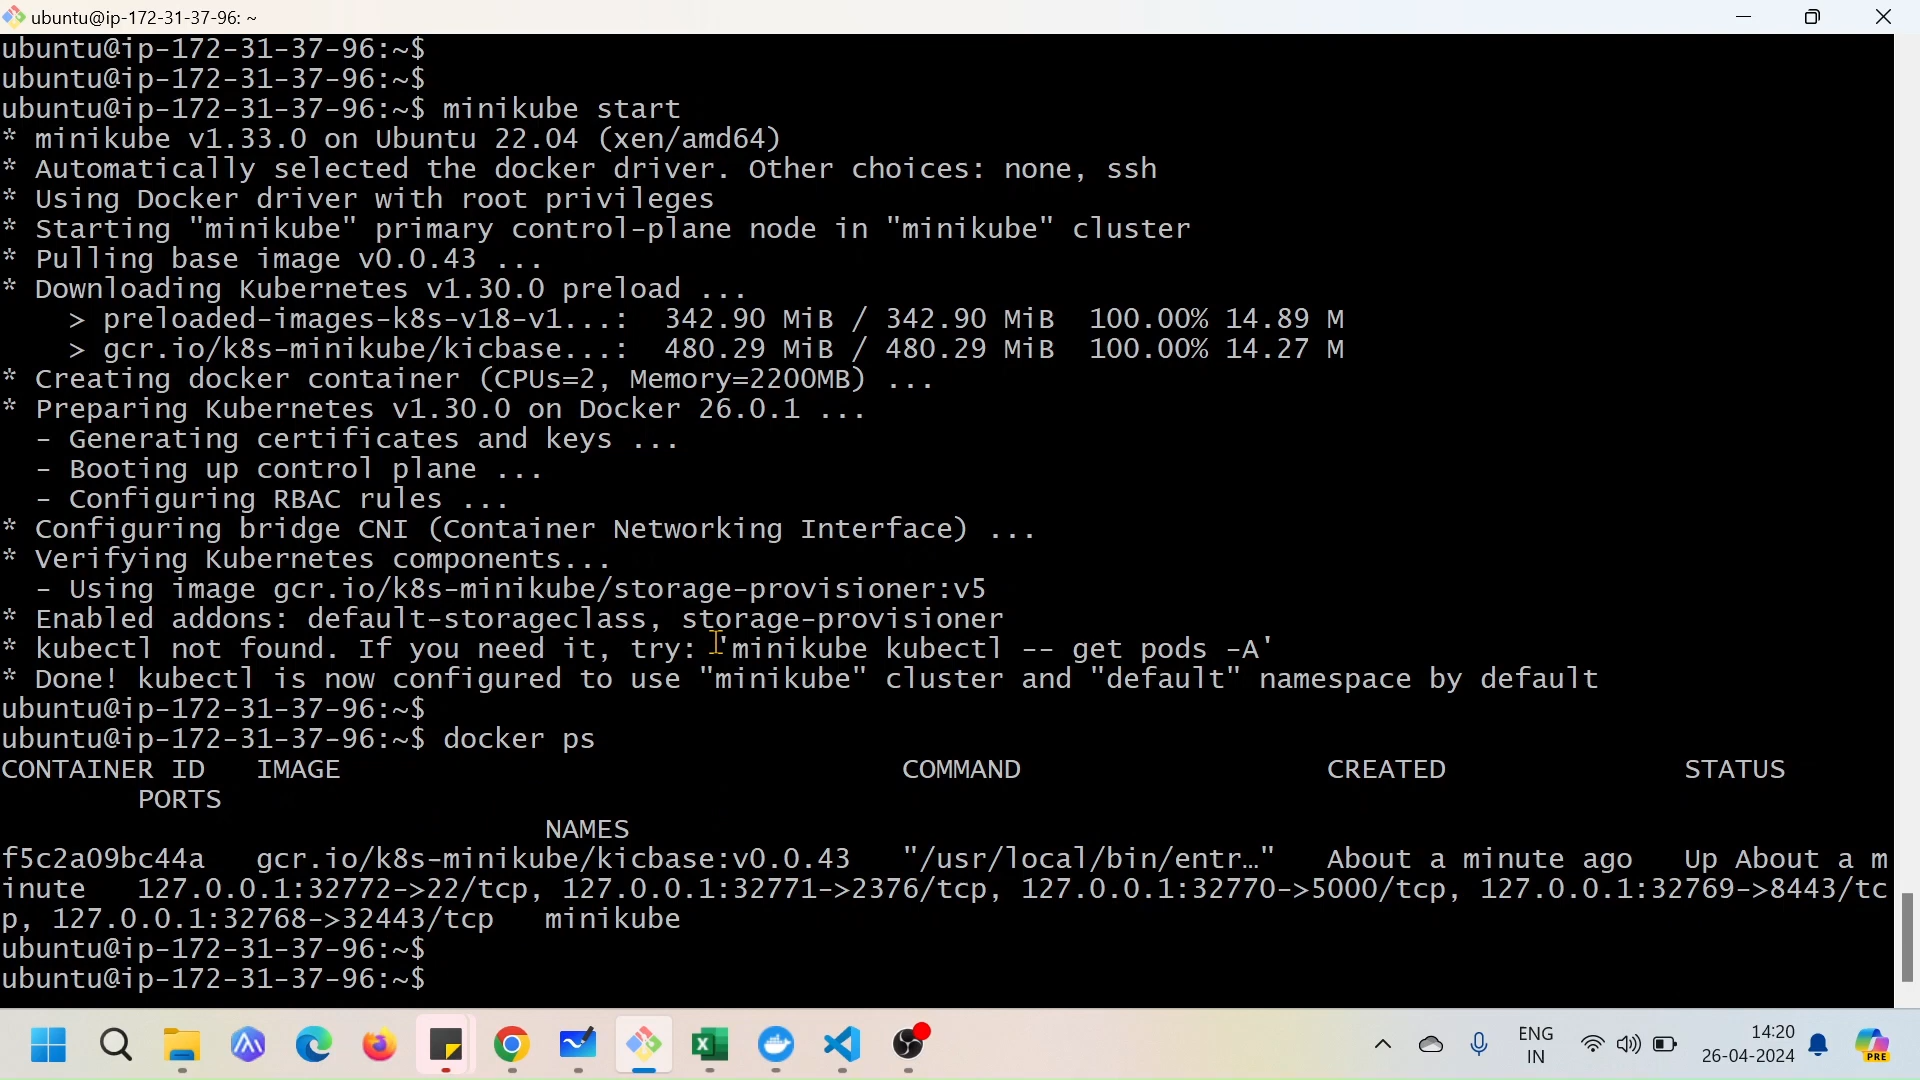 ubuntu@ip-172-31-37-96: ~
ubuntu@ip-172-31-37-96:~$
ubuntu@ip-172-31-37-96:~$
ubuntu@ip-172-31-37-96:~$ minikube start
* minikube v1.33.0 on Ubuntu 22.04 (xen/amd64)
* Automatically selected the docker driver. Other choices: none, ssh
* Using Docker driver with root privileges
* Starting "minikube" primary control-plane node in "minikube" cluster
* Pulling base image v0.0.43 ...
* Downloading Kubernetes v1.30.0 preload ...
    > preloaded-images-k8s-v18-v1...:  342.90 MiB / 342.90 MiB  100.00% 14.89 M
    > gcr.io/k8s-minikube/kicbase...:  480.29 MiB / 480.29 MiB  100.00% 14.27 M
* Creating docker container (CPUs=2, Memory=2200MB) ...
* Preparing Kubernetes v1.30.0 on Docker 26.0.1 ...
  - Generating certificates and keys ...
  - Booting up control plane ...
  - Configuring RBAC rules ...
* Configuring bridge CNI (Container Networking Interface) ...
* Verifying Kubernetes components...
  - Using image gcr.io/k8s-minikube/storage-provisioner:v5
* Enabled addons: default-storageclass, storage-provisioner
* kubectl not found. If you need it, try: 'minikube kubectl -- get pods -A'
* Done! kubectl is now configured to use "minikube" cluster and "default" namespace by default
ubuntu@ip-172-31-37-96:~$
ubuntu@ip-172-31-37-96:~$ docker ps
CONTAINER ID   IMAGE                                 COMMAND                  CREATED              STATUS
        PORTS
                                NAMES
f5c2a09bc44a   gcr.io/k8s-minikube/kicbase:v0.0.43   "/usr/local/bin/entr…"   About a minute ago   Up About a m
inute   127.0.0.1:32772->22/tcp, 127.0.0.1:32771->2376/tcp, 127.0.0.1:32770->5000/tcp, 127.0.0.1:32769->8443/tc
p, 127.0.0.1:32768->32443/tcp   minikube
ubuntu@ip-172-31-37-96:~$
ubuntu@ip-172-31-37-96:~$
ENG
IN
14:20
26-04-2024
PRE